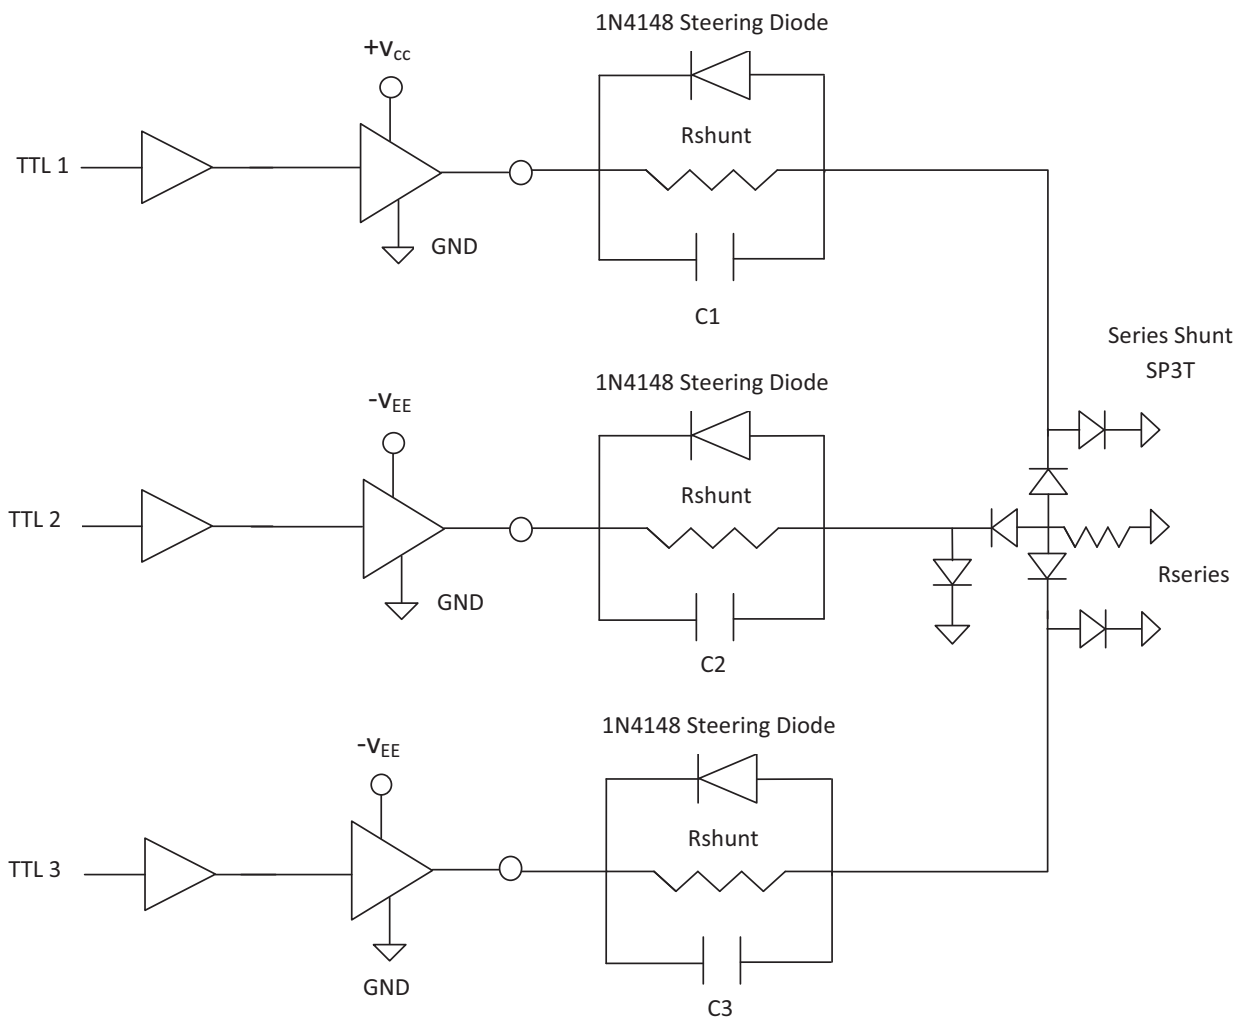 1N4148 Steering Diode
+Vcc
Rshunt
TTL 1
GND
C1
Series Shunt
SP3T
1N4148 Steering Diode
-VEE
Rshunt
TTL 2
Rseries
GND
C2
1N4148 Steering Diode
-VEE
Rshunt
TTL 3
GND
C3